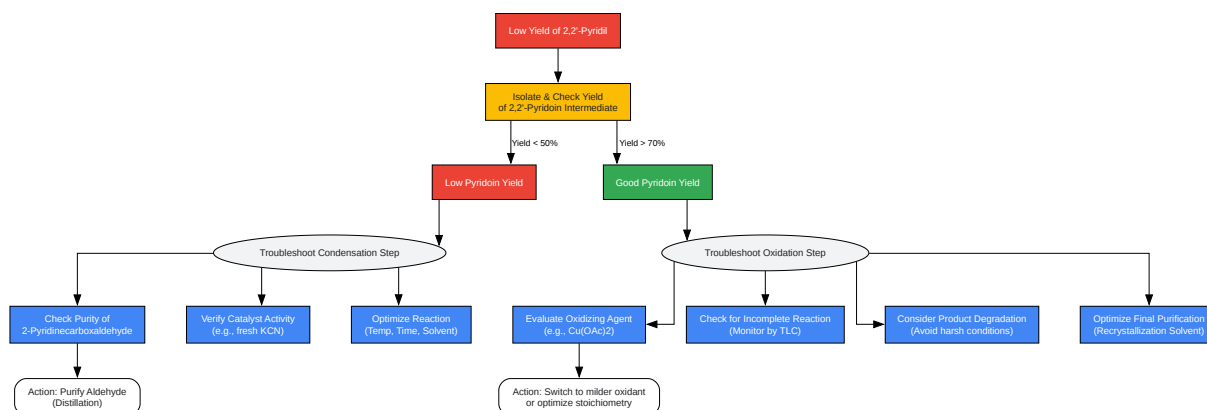 Low Yield of 2,2'-Pyridil
Isolate & Check Yield
of 2,2'-Pyridoin Intermediate
Yield < 50%
Yield > 70%
Low Pyridoin Yield
Good Pyridoin Yield
Troubleshoot Condensation Step
Troubleshoot Oxidation Step
Check Purity of
2-Pyridinecarboxaldehyde
Verify Catalyst Activity
(e.g., fresh KCN)
Optimize Reaction
(Temp, Time, Solvent)
Evaluate Oxidizing Agent
(e.g., Cu(OAc)2)
Check for Incomplete Reaction
(Monitor by TLC)
Consider Product Degradation
(Avoid harsh conditions)
Optimize Final Purification
(Recrystallization Solvent)
Action: Purify Aldehyde
(Distillation)
Action: Switch to milder oxidant
or optimize stoichiometry